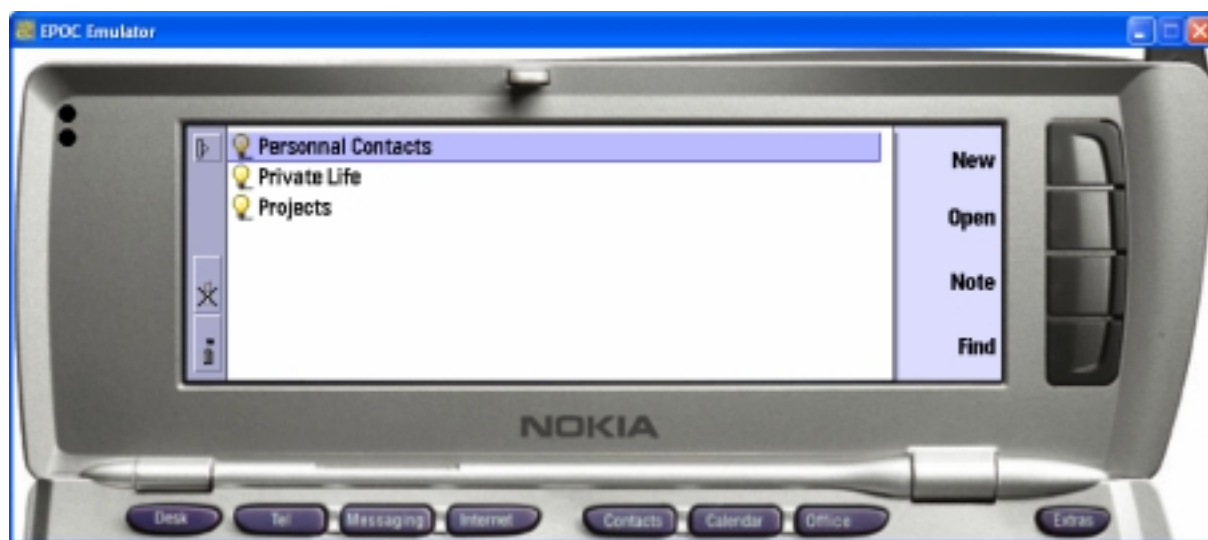 EPOC Emulator
Personnal Contacts
Private Life
Projects
New
Open
Note
Find
NOKIA
Desk Tel Messaging Internet Contacts Calendar Office Extras